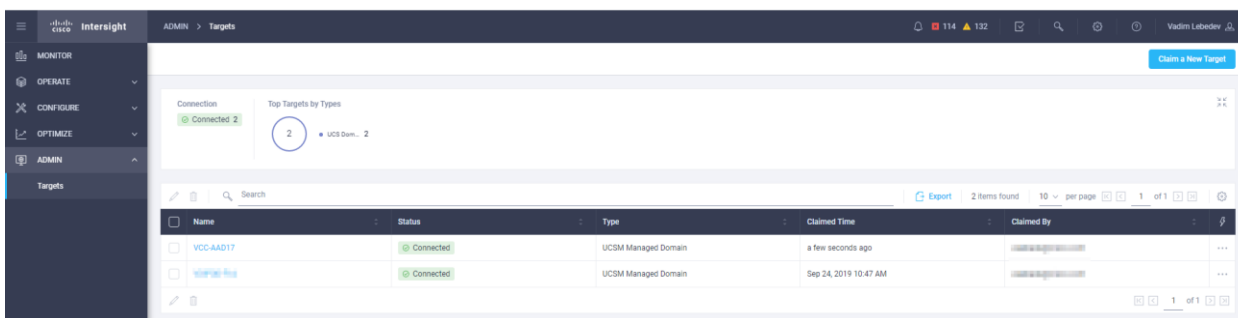 cisco Intersight ADMIN > Targets 114 132 Vadim Lebedev
MONITOR
Claim a New Target
OPERATE
CONFIGURE
Connection Top Targets by Types
Connected 2
OPTIMIZE
2 UCS Dom... 2
ADMIN
Targets
Search Export 2 items found 10 per page 1 of 1
Name Status Type Claimed Time Claimed By
VCC-AAD17 Connected UCSM Managed Domain a few seconds ago
Connected UCSM Managed Domain Sep 24, 2019 10:47 AM
1 of 1